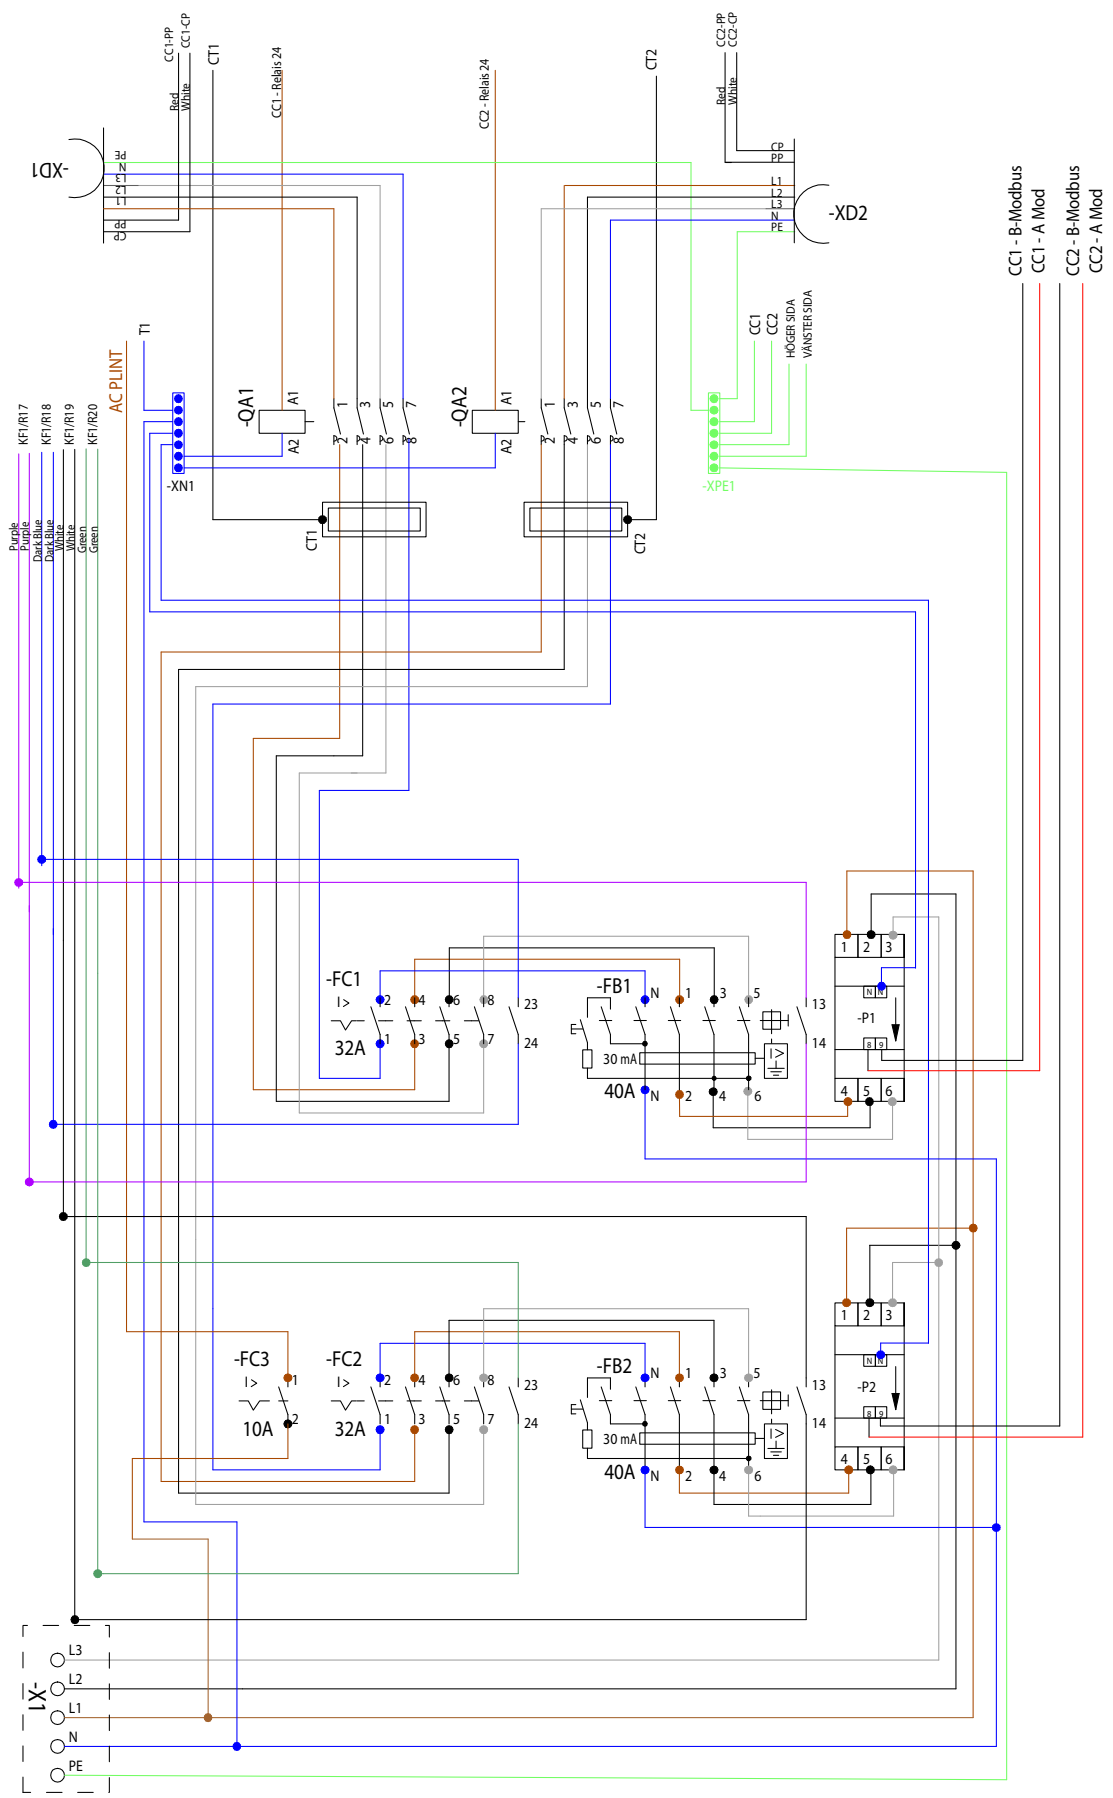 CC1-PP
CC1-CP
Red
White
CT1
CC1 - Relais 24
CC2 - Relais 24
CT2
CC2-PP
CC2-CP
Red
White
-XD1
PE
N
L3
L2
L1
PP
CP
CP
PP
L1
L2
L3
N
PE
-XD2
CC1 - B-Modbus
CC1 - A Mod
CC2 - B-Modbus
CC2 - A Mod
KF1/R17
KF1/R18
KF1/R19
KF1/R20
AC PLINT
T1
-QA1
A1
A2
1 3 5 7
2 4 6 8
-QA2
A1
A2
1 3 5 7
2 4 6 8
CC1
CC2
HÖGER SIDA
VÄNSTER SIDA
-XN1
-XPE1
Purple
Purple
Dark Blue
Dark Blue
White
White
Green
Green
CT1
CT2
-FC1
I>
32A
2 4 6 8 23
1 3 5 7 24
-FB1
N 1 3 5 13
14
30 mA
I>
40A
N 2 4 6
1 2 3
N N
-P1
8 9
4 5 6
-FC3
I>
10A
1
2
-FC2
I>
32A
2 4 6 8 23
1 3 5 7 24
-FB2
N 1 3 5 13
14
30 mA
I>
40A
N 2 4 6
1 2 3
N N
-P2
8 9
4 5 6
-X1
L3
L2
L1
N
PE